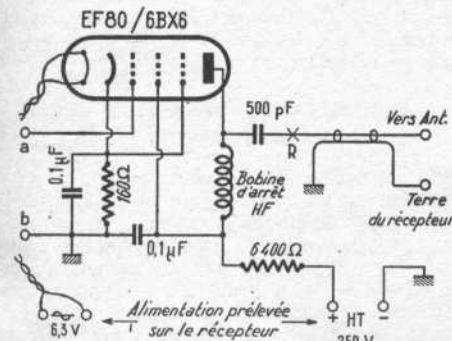 EF80/6BX6
500 pF
Vers Ant.
a
R
0,1µF
160Ω
Bobine
d'arrêt
HF
Terre
du récepteur
b
0,1µF
6400Ω
Alimentation prélevée
sur le récepteur
6,3 V
+ HT -
250 V